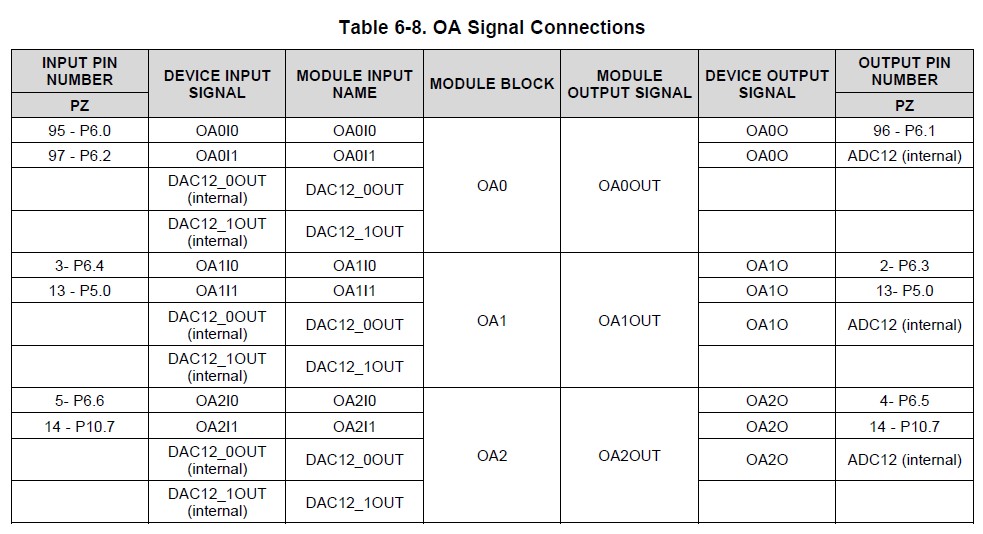 Table 6-8. OA Signal Connections
INPUT PIN NUMBER DEVICE INPUT SIGNAL MODULE INPUT NAME MODULE BLOCK MODULE OUTPUT SIGNAL DEVICE OUTPUT SIGNAL OUTPUT PIN NUMBER
PZ PZ
95 - P6.0 OA0I0 OA0I0 OA0 OA0OUT OA0O 96 - P6.1
97 - P6.2 OA0I1 OA0I1 OA0O ADC12 (internal)
DAC12_0OUT (internal) DAC12_0OUT
DAC12_1OUT (internal) DAC12_1OUT
3- P6.4 OA1I0 OA1I0 OA1 OA1OUT OA1O 2- P6.3
13 - P5.0 OA1I1 OA1I1 OA1O 13- P5.0
DAC12_0OUT (internal) DAC12_0OUT OA1O ADC12 (internal)
DAC12_1OUT (internal) DAC12_1OUT
5- P6.6 OA2I0 OA2I0 OA2 OA2OUT OA2O 4- P6.5
14 - P10.7 OA2I1 OA2I1 OA2O 14 - P10.7
DAC12_0OUT (internal) DAC12_0OUT OA2O ADC12 (internal)
DAC12_1OUT (internal) DAC12_1OUT